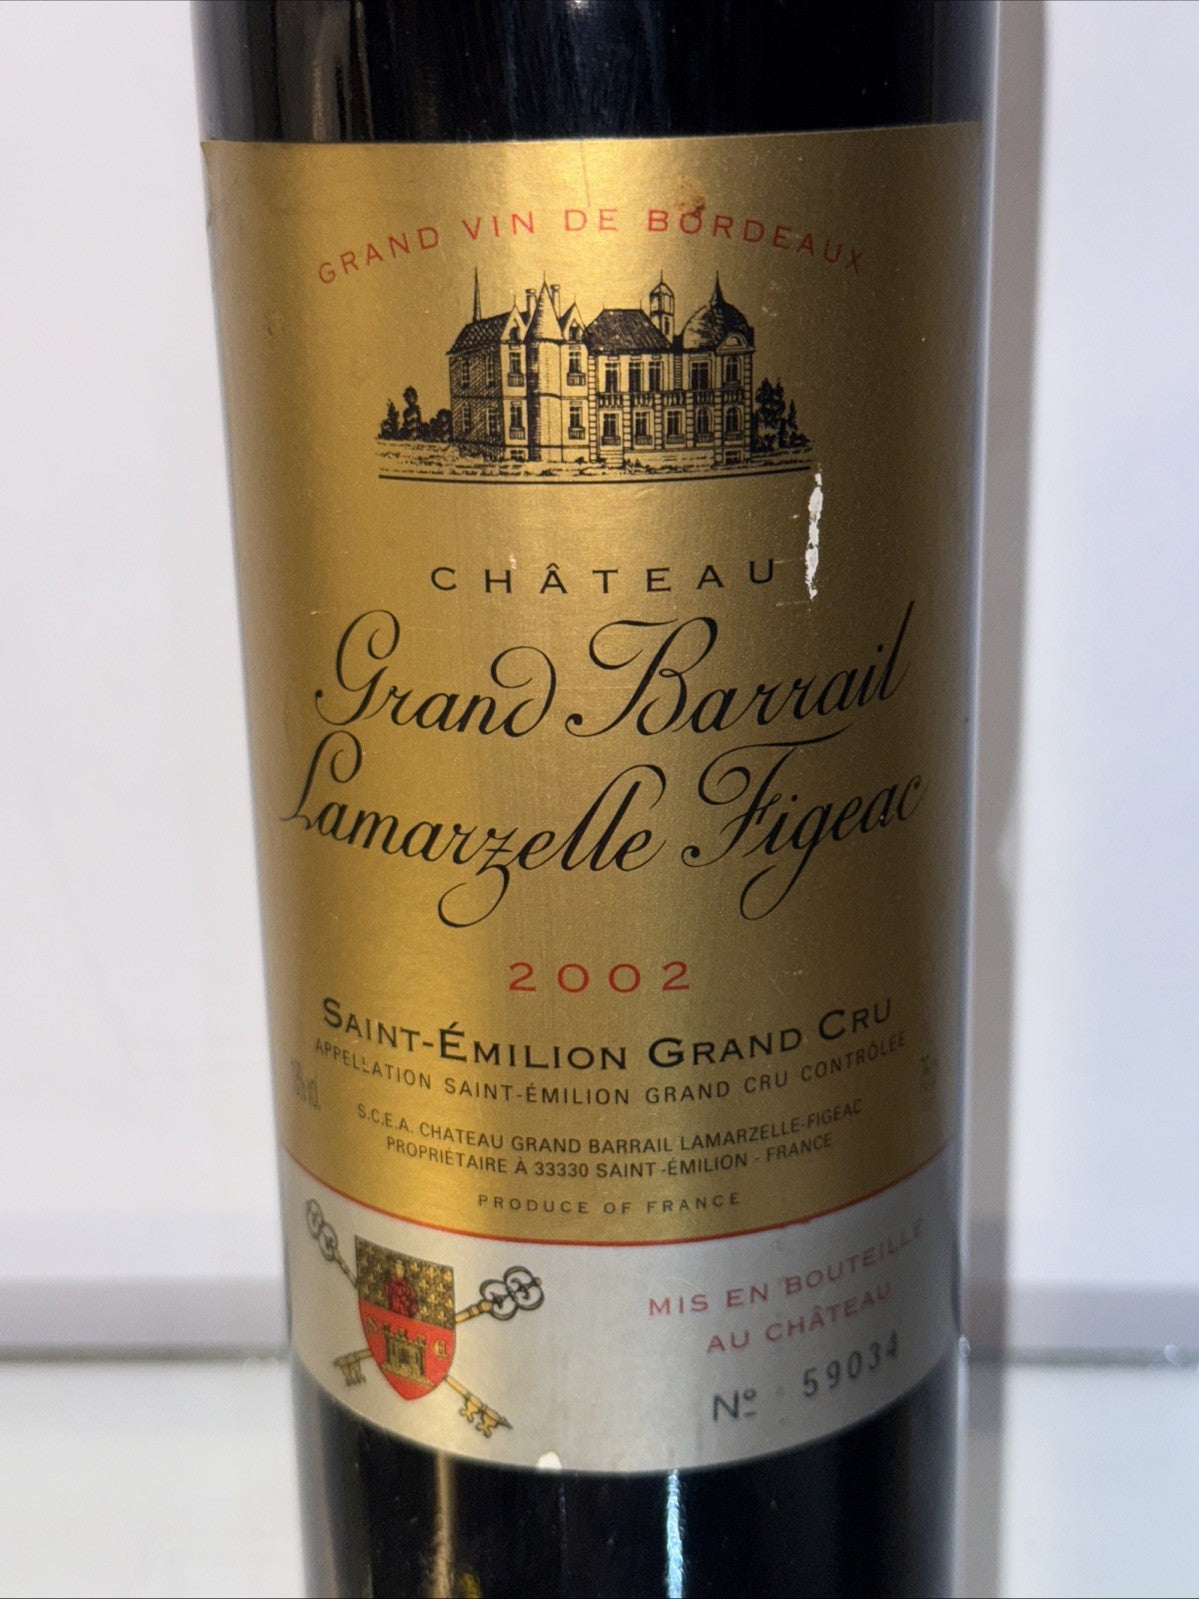 GRAND VIN DE BORDEAUX
CHÂTEAU
Grand Barrail
Lamarzelle Figeac
2002
SAINT-ÉMILION GRAND CRU
APPELLATION SAINT-ÉMILION GRAND CRU CONTRÔLÉE
S.C.E.A. CHATEAU GRAND BARRAIL LAMARZELLE-FIGEAC
PROPRIÉTAIRE À 33330 SAINT-ÉMILION - FRANCE
PRODUCE OF FRANCE
S E
MIS EN BOUTEILLE
AU CHÂTEAU
Nº 59034